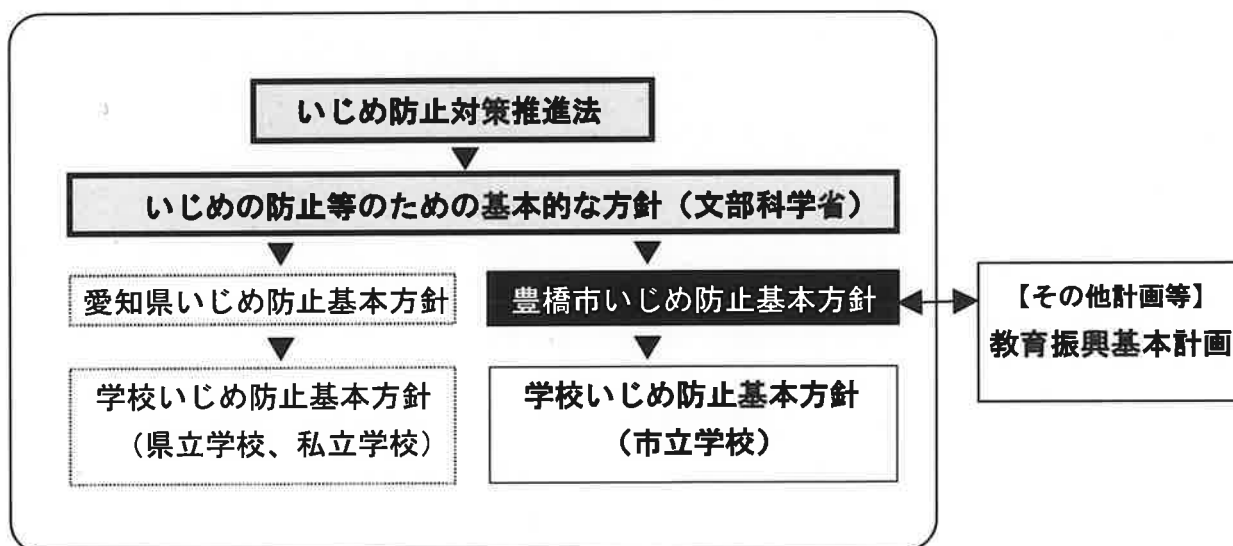 いじめ防止対策推進法
いじめの防止等のための基本的な方針（文部科学省）
愛知県いじめ防止基本方針
豊橋市いじめ防止基本方針
【その他計画等】
教育振興基本計画
学校いじめ防止基本方針
（県立学校、私立学校）
学校いじめ防止基本方針
（市立学校）